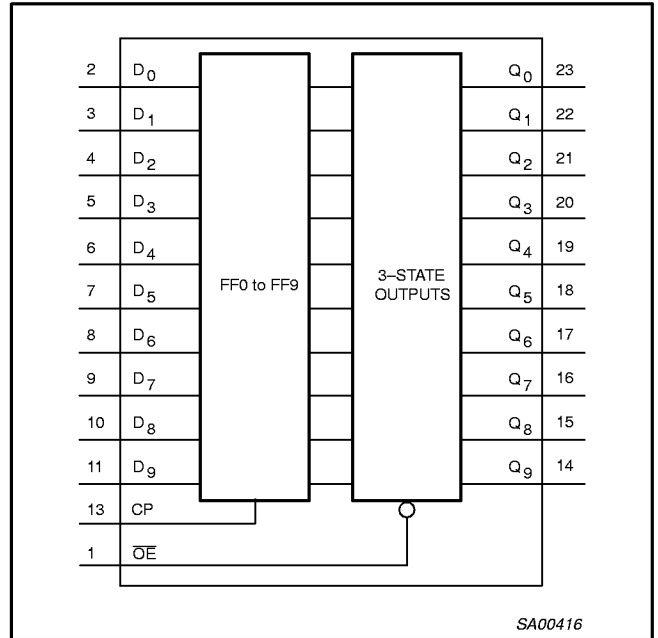 2 D0 Q0 23
3 D1 Q1 22
4 D2 Q2 21
5 D3 Q3 20
6 D4 Q4 19
7 D5 Q5 18
FF0 to FF9
3–STATE
OUTPUTS
8 D6 Q6 17
9 D7 Q7 16
10 D8 Q8 15
11 D9 Q9 14
13 CP
1 O̅E̅
SA00416